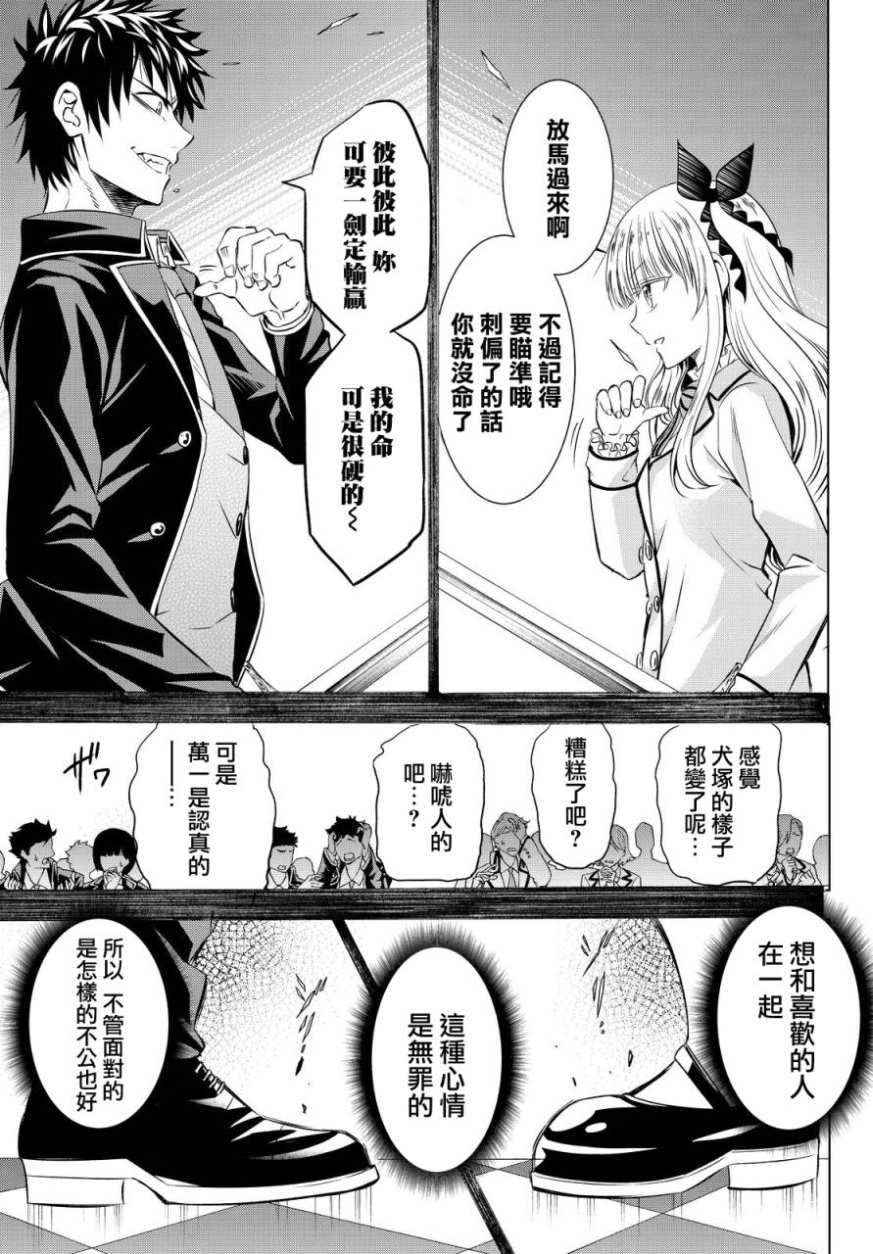 放馬過來啊
不過記得
要瞄準哦
刺偏了的話
你就沒命了
彼此彼此 妳
可要一劍定輸贏
我的命
可是很硬的~
感覺
犬塚的樣子
都變了呢…
糟糕了吧?
嚇唬人的
吧…?
可是
萬一是認真的
──…
ザワ
想和喜歡的人
在一起
這種心情
是無罪的
所以 不管面對的
是怎樣的不公也好